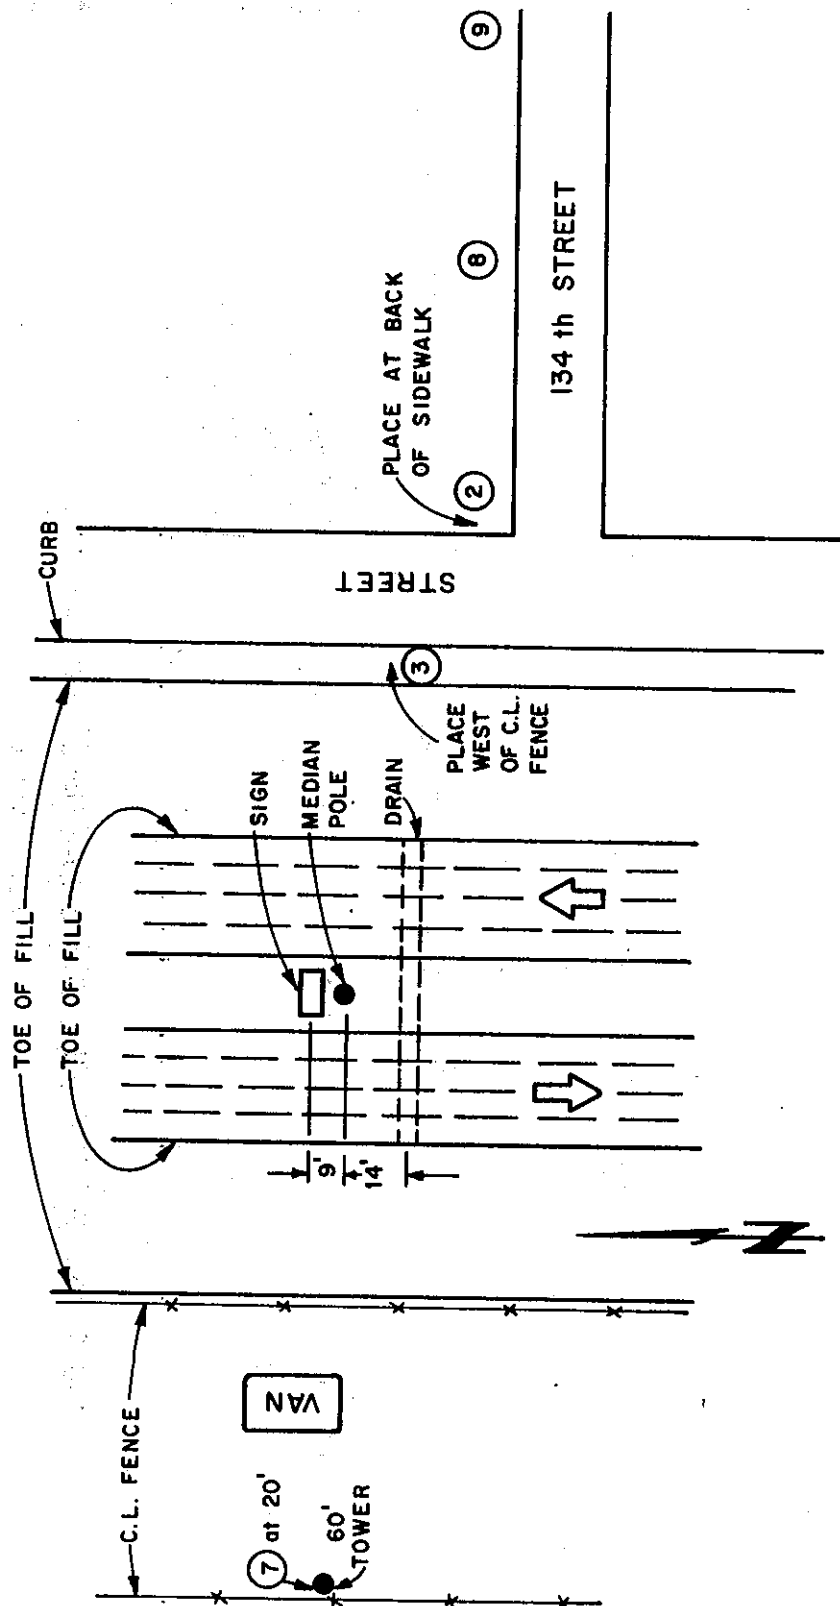 TOE OF FILL
TOE OF FILL
C.L. FENCE
CURB
SIGN
MEDIAN
POLE
DRAIN
PLACE AT BACK
OF SIDEWALK
PLACE
WEST
OF C.L.
FENCE
STREET
134 th STREET
9'
14'
VAN
7 at 20'
60'
TOWER
3
2
8
9
N